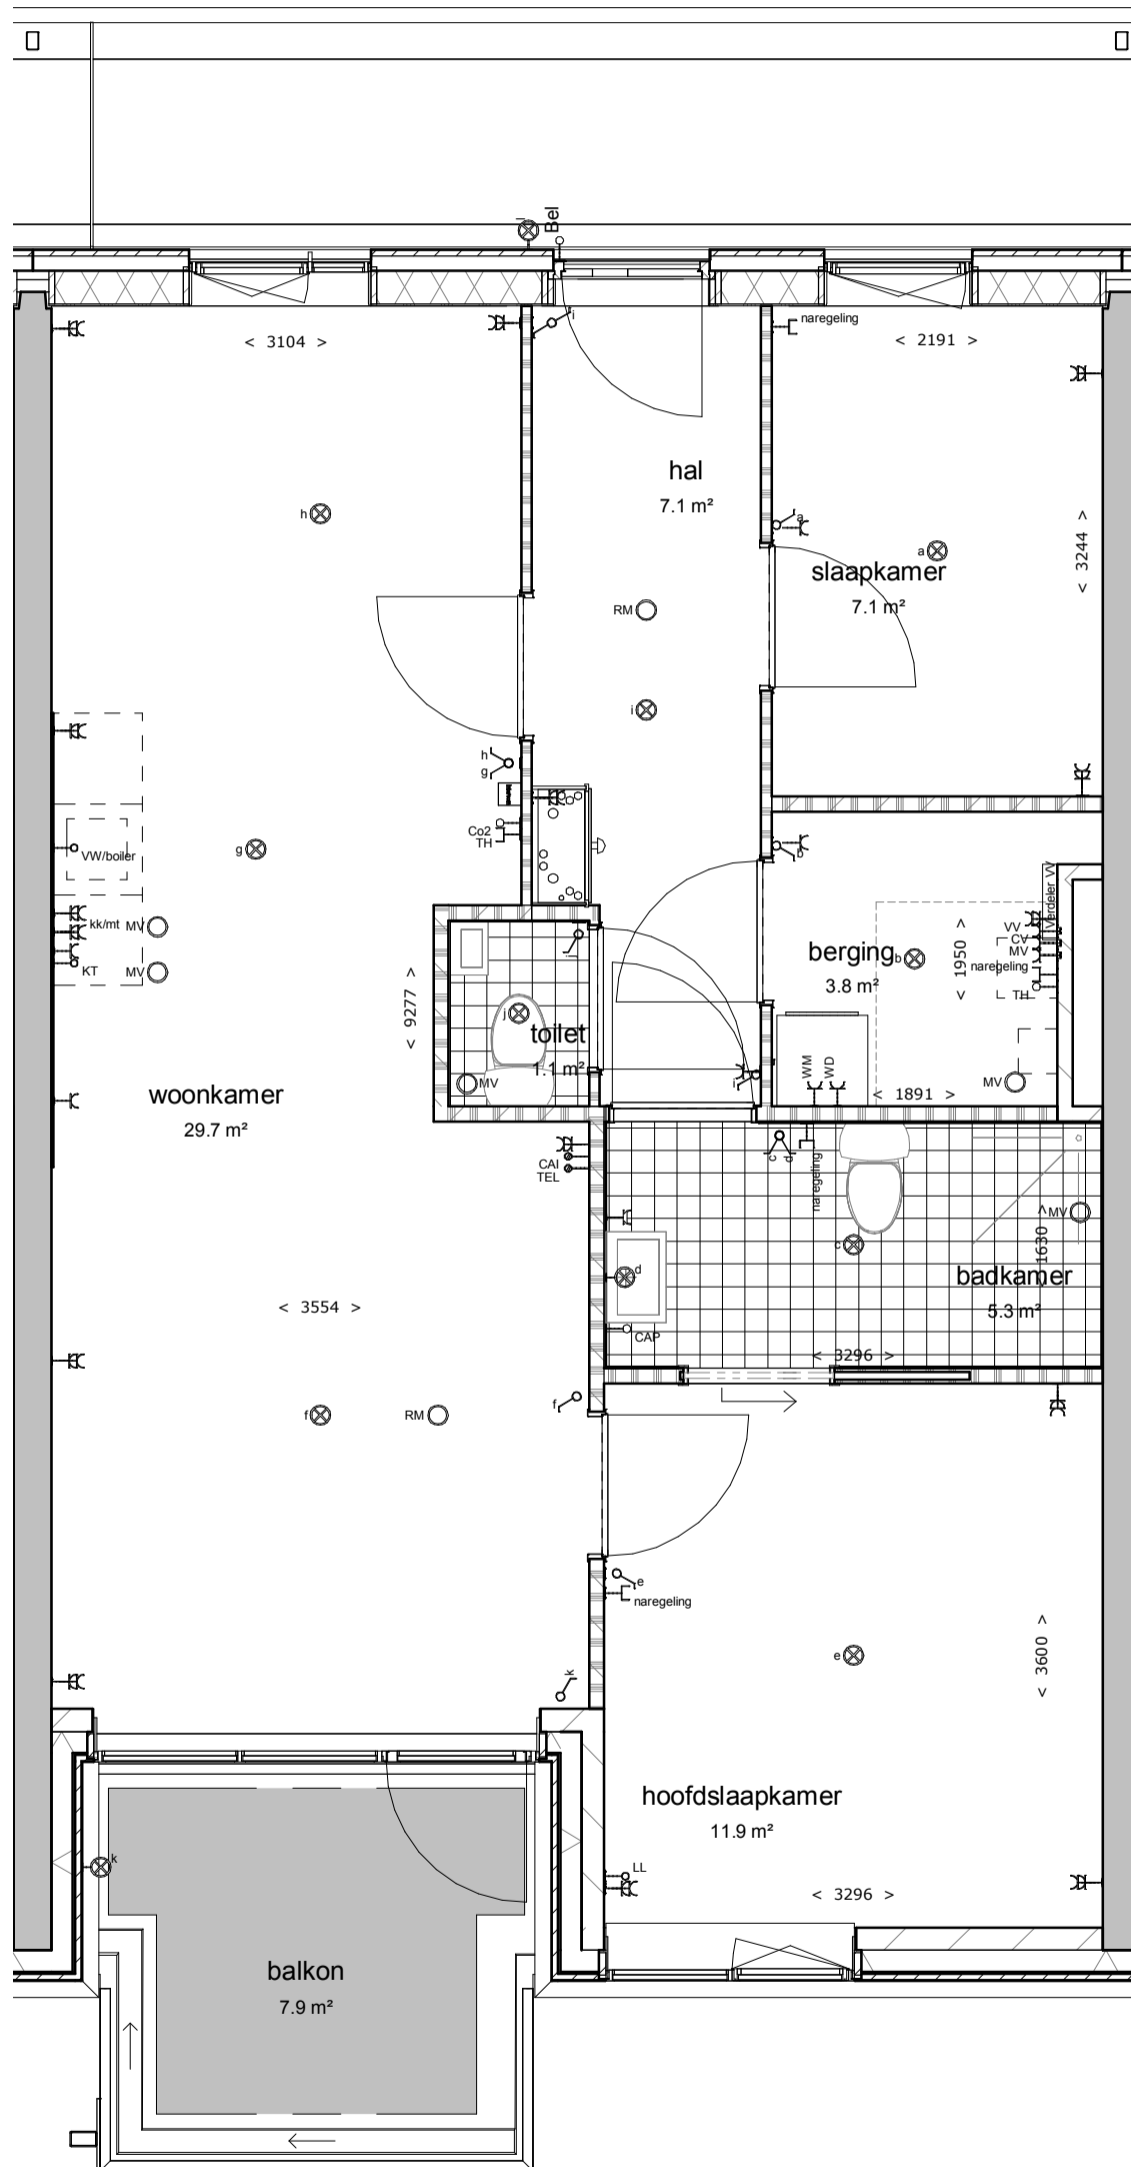 Bel
i
naregeling
< 3104 >
< 2191 >
hal
7.1 m²
h
a
a
slaapkamer
7.1 m²
< 3244 >
RM
i
h
g
Co2
TH
g
VW/boiler
kk/mt
MV
MV
KT
b
Verdeler VV
VV
CV
MV
naregeling
TH
berging
3.8 m²
b
< 1950 >
< 9277 >
j
toilet
1.1 m²
MV
i
WM
WD
MV
< 1891 >
woonkamer
29.7 m²
CAI
TEL
c
d
naregeling
MV
c
< 1630 >
d
badkamer
5.3 m²
CAP
< 3296 >
< 3554 >
f
f
RM
e
naregeling
e
< 3600 >
k
hoofdslaapkamer
11.9 m²
k
LL
< 3296 >
balkon
7.9 m²